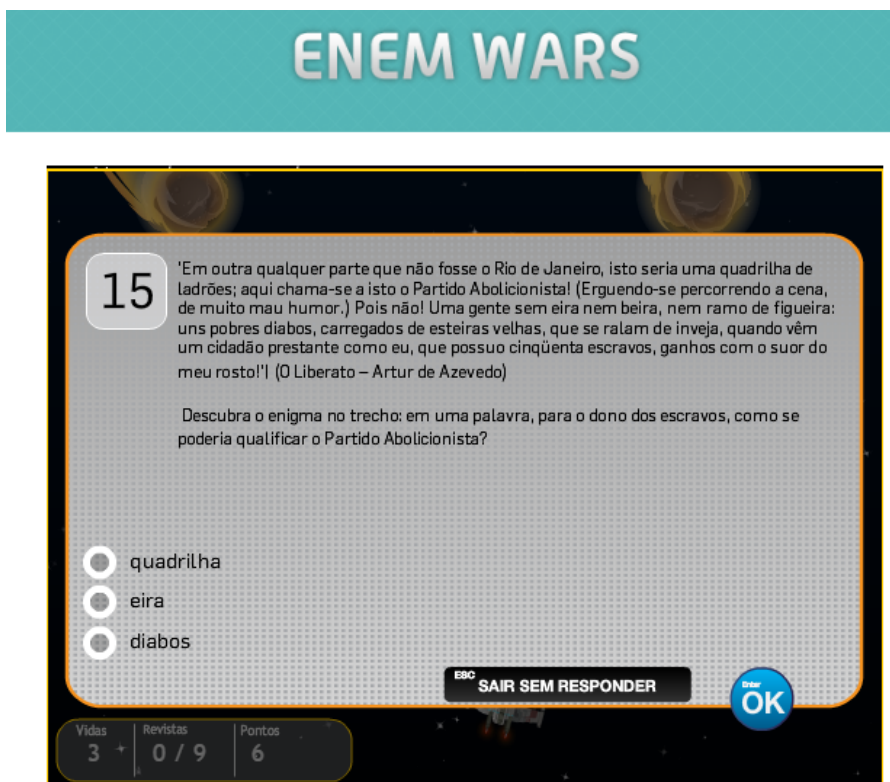 ENEM WARS
15
'Em outra qualquer parte que não fosse o Rio de Janeiro, isto seria uma quadrilha de
ladrões; aqui chama-se a isto o Partido Abolicionista! (Erguendo-se percorrendo a cena,
de muito mau humor.) Pois não! Uma gente sem eira nem beira, nem ramo de figueira:
uns pobres diabos, carregados de esteiras velhas, que se ralam de inveja, quando vêm
um cidadão prestante como eu, que possuo cinqüenta escravos, ganhos com o suor do
meu rosto!'| (O Liberato – Artur de Azevedo)
Descubra o enigma no trecho: em uma palavra, para o dono dos escravos, como se
poderia qualificar o Partido Abolicionista?
quadrilha
eira
diabos
ESC SAIR SEM RESPONDER
Enter OK
Vidas Revistas Pontos
3 0 / 9 6